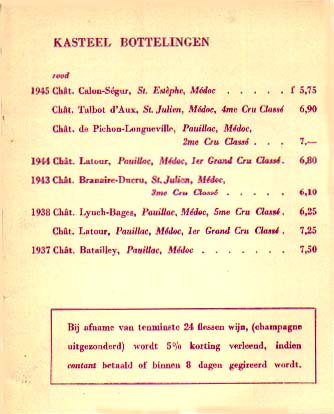 KASTEEL BOTTELINGEN
rood
1945 Chât. Calon-Ségur, St. Estèphe, Médoc . . . . . f 5,75
Chât. Talbot d'Aux, St. Julien, Médoc, 4me Cru Classé 6,90
Chât. de Pichon-Longueville, Pauillac, Médoc,
2me Cru Classé . . . 7,—
1944 Chât. Latour, Pauillac, Médoc, 1er Grand Cru Classé . 6,80
1943 Chât. Branaire-Ducru, St. Julien, Médoc,
3me Cru Classé . . . . 6,10
1938 Chât. Lynch-Bages, Pauillac, Médoc, 5me Cru Classé . 6,25
Chât. Latour, Pauillac, Médoc, 1er Grand Cru Classé . 7,25
1937 Chât. Batailley, Pauillac, Médoc . . . . . . . 7,50
Bij afname van tenminste 24 flessen wijn, (champagne
uitgezonderd) wordt 5% korting verleend, indien
contant betaald of binnen 8 dagen gegireerd wordt.